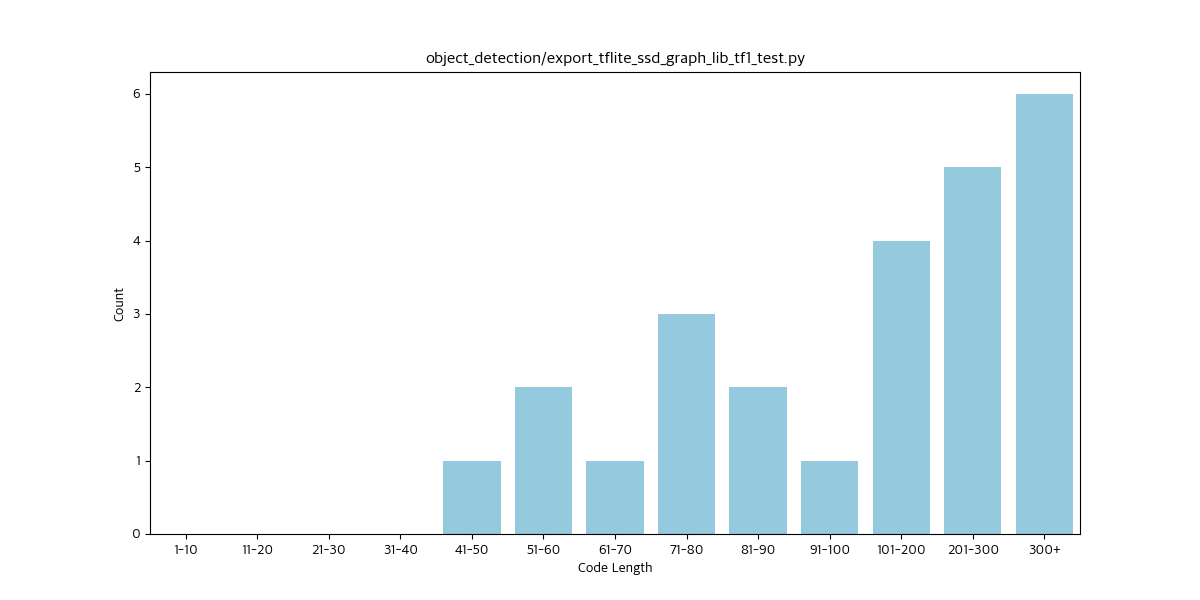 object_detection/export_tflite_ssd_graph_lib_tf1_test.py
6
5
4
3
2
1
0
Count
1-10 11-20 21-30 31-40 41-50 51-60 61-70 71-80 81-90 91-100 101-200 201-300 300+
Code Length